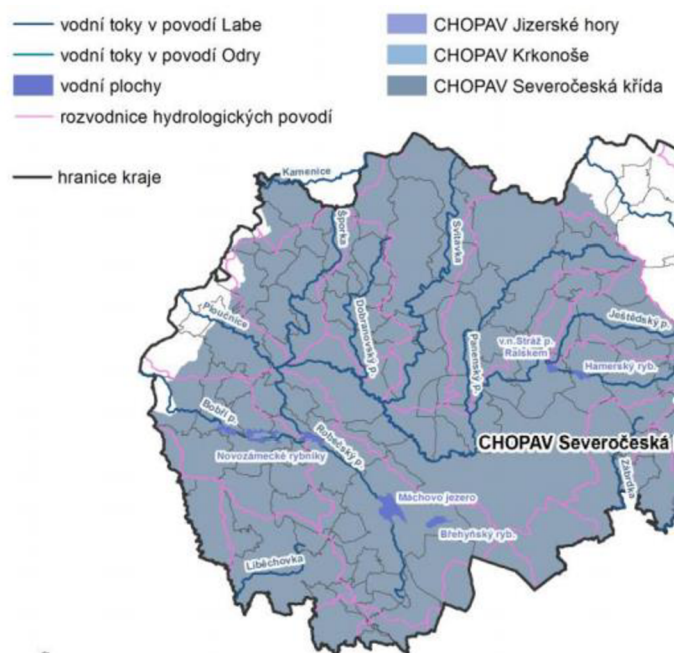 vodní toky v povodí Labe
vodní toky v povodí Odry
vodní plochy
rozvodnice hydrologických povodí
hranice kraje
CHOPAV Jizerské hory
CHOPAV Krkonoše
CHOPAV Severočeská křída
Kamenice
Šporka
Svitavka
Ploučnice
Dobranovský p.
Panenský p.
v.n.Stráž p.
Ralskem
Ještědský p.
Hamerský ryb.
Bobří p.
Robečský p.
Novozámecké rybníky
CHOPAV Severočeská
Zábrdka
Máchovo jezero
Břehyňský ryb.
Liběchovka